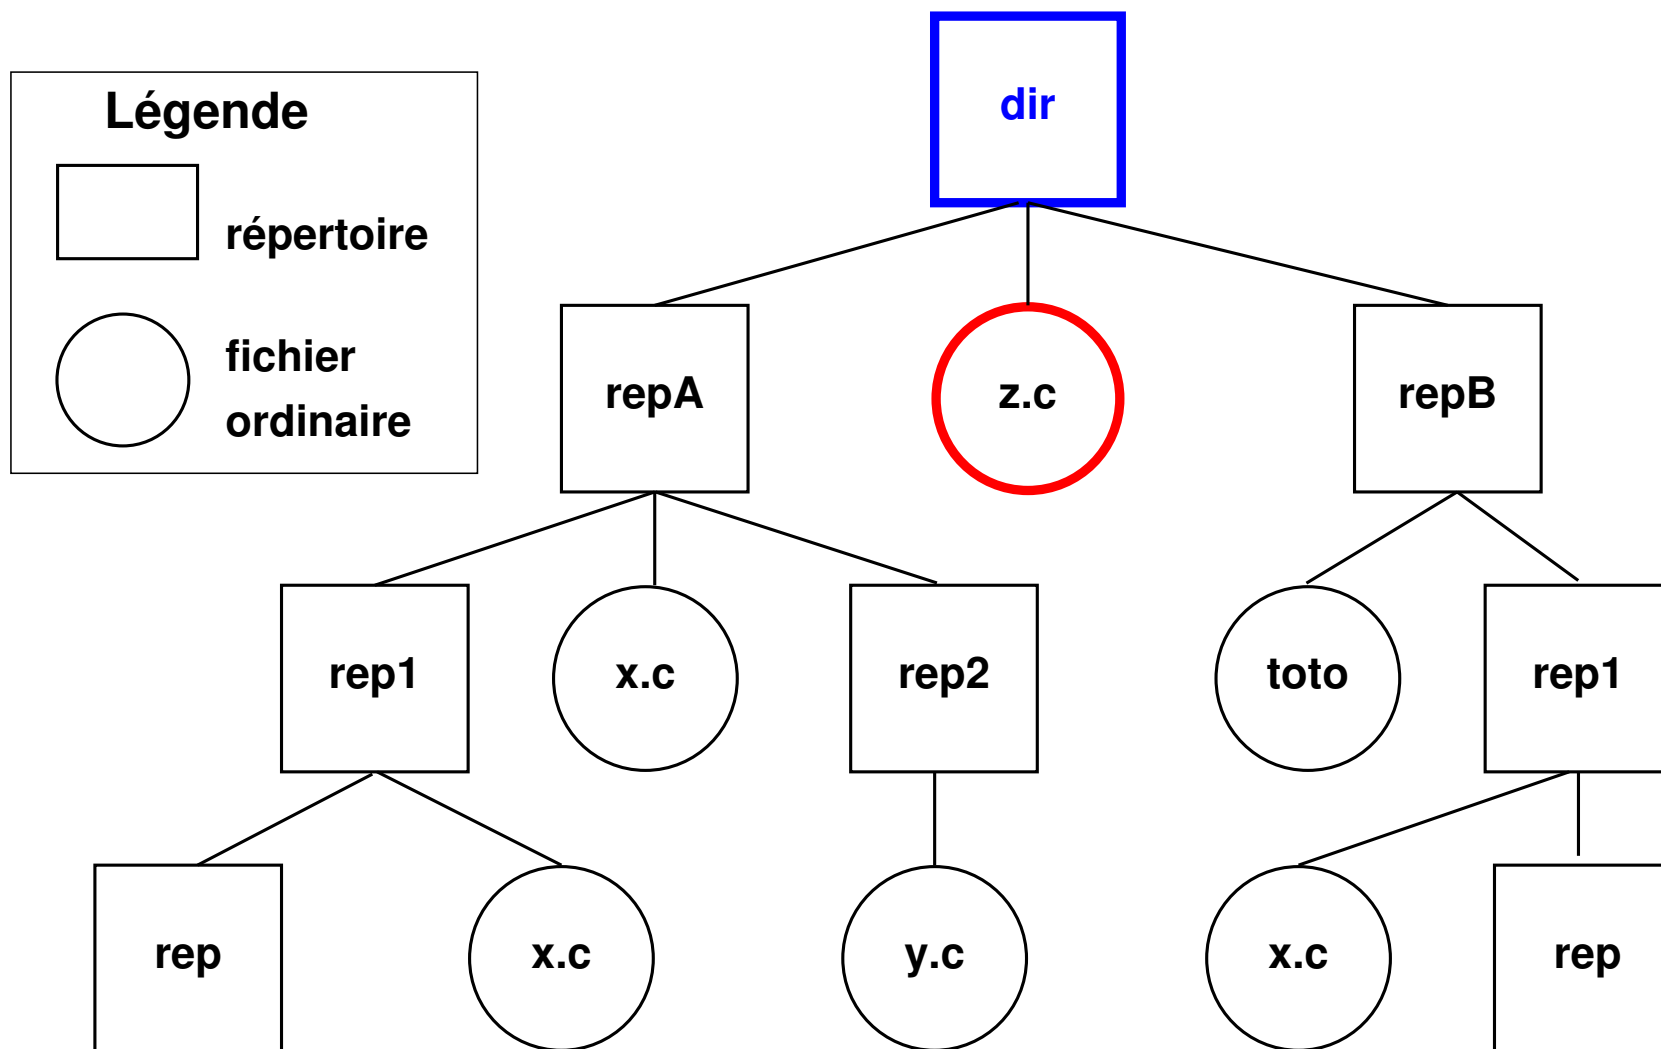 dir
Légende
répertoire
fichier
ordinaire
repA
z.c
repB
rep1
x.c
rep2
toto
rep1
rep
x.c
y.c
x.c
rep